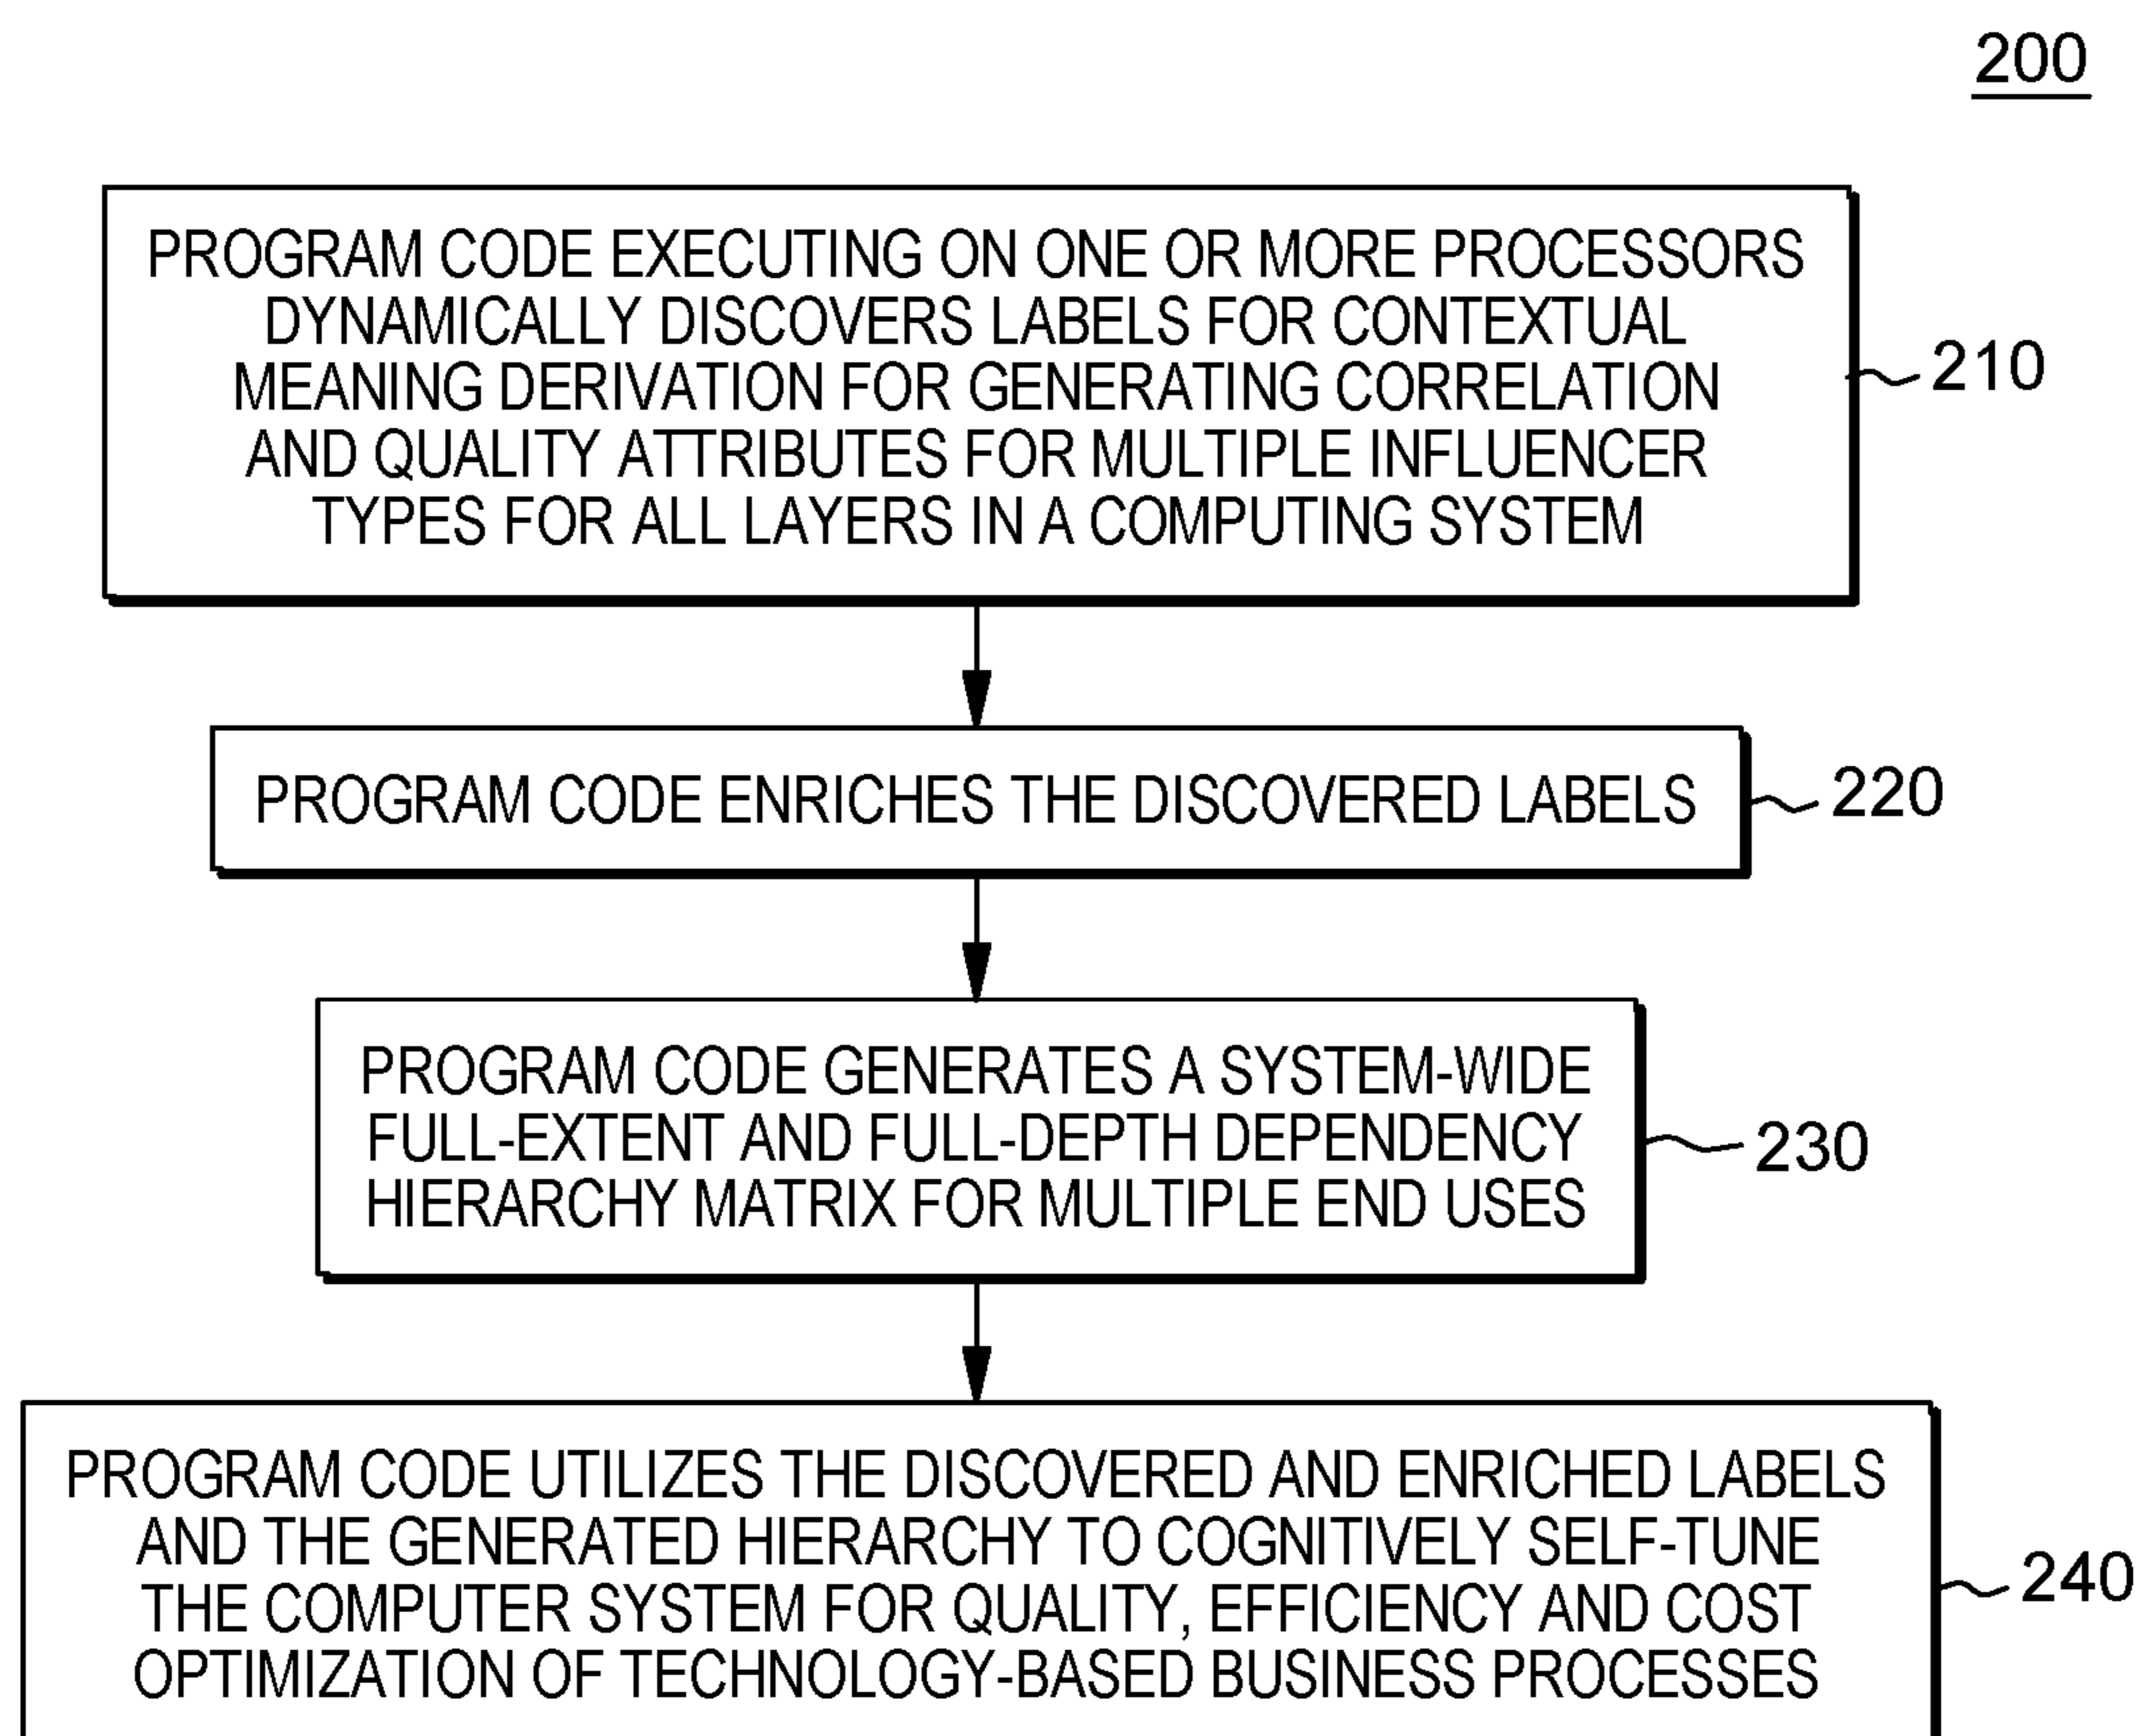 200
PROGRAM CODE EXECUTING ON ONE OR MORE PROCESSORS
DYNAMICALLY DISCOVERS LABELS FOR CONTEXTUAL
MEANING DERIVATION FOR GENERATING CORRELATION
AND QUALITY ATTRIBUTES FOR MULTIPLE INFLUENCER
TYPES FOR ALL LAYERS IN A COMPUTING SYSTEM
210
PROGRAM CODE ENRICHES THE DISCOVERED LABELS
220
PROGRAM CODE GENERATES A SYSTEM-WIDE
FULL-EXTENT AND FULL-DEPTH DEPENDENCY
HIERARCHY MATRIX FOR MULTIPLE END USES
230
PROGRAM CODE UTILIZES THE DISCOVERED AND ENRICHED LABELS
AND THE GENERATED HIERARCHY TO COGNITIVELY SELF-TUNE
THE COMPUTER SYSTEM FOR QUALITY, EFFICIENCY AND COST
OPTIMIZATION OF TECHNOLOGY-BASED BUSINESS PROCESSES
240